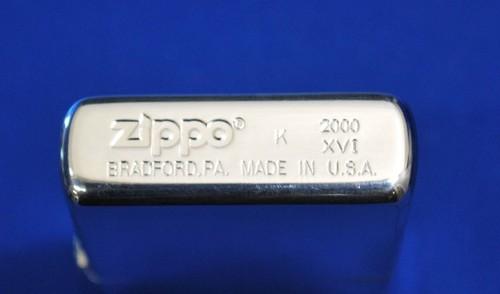 zippo® K 2000
XVI
BRADFORD,PA. MADE IN U.S.A.